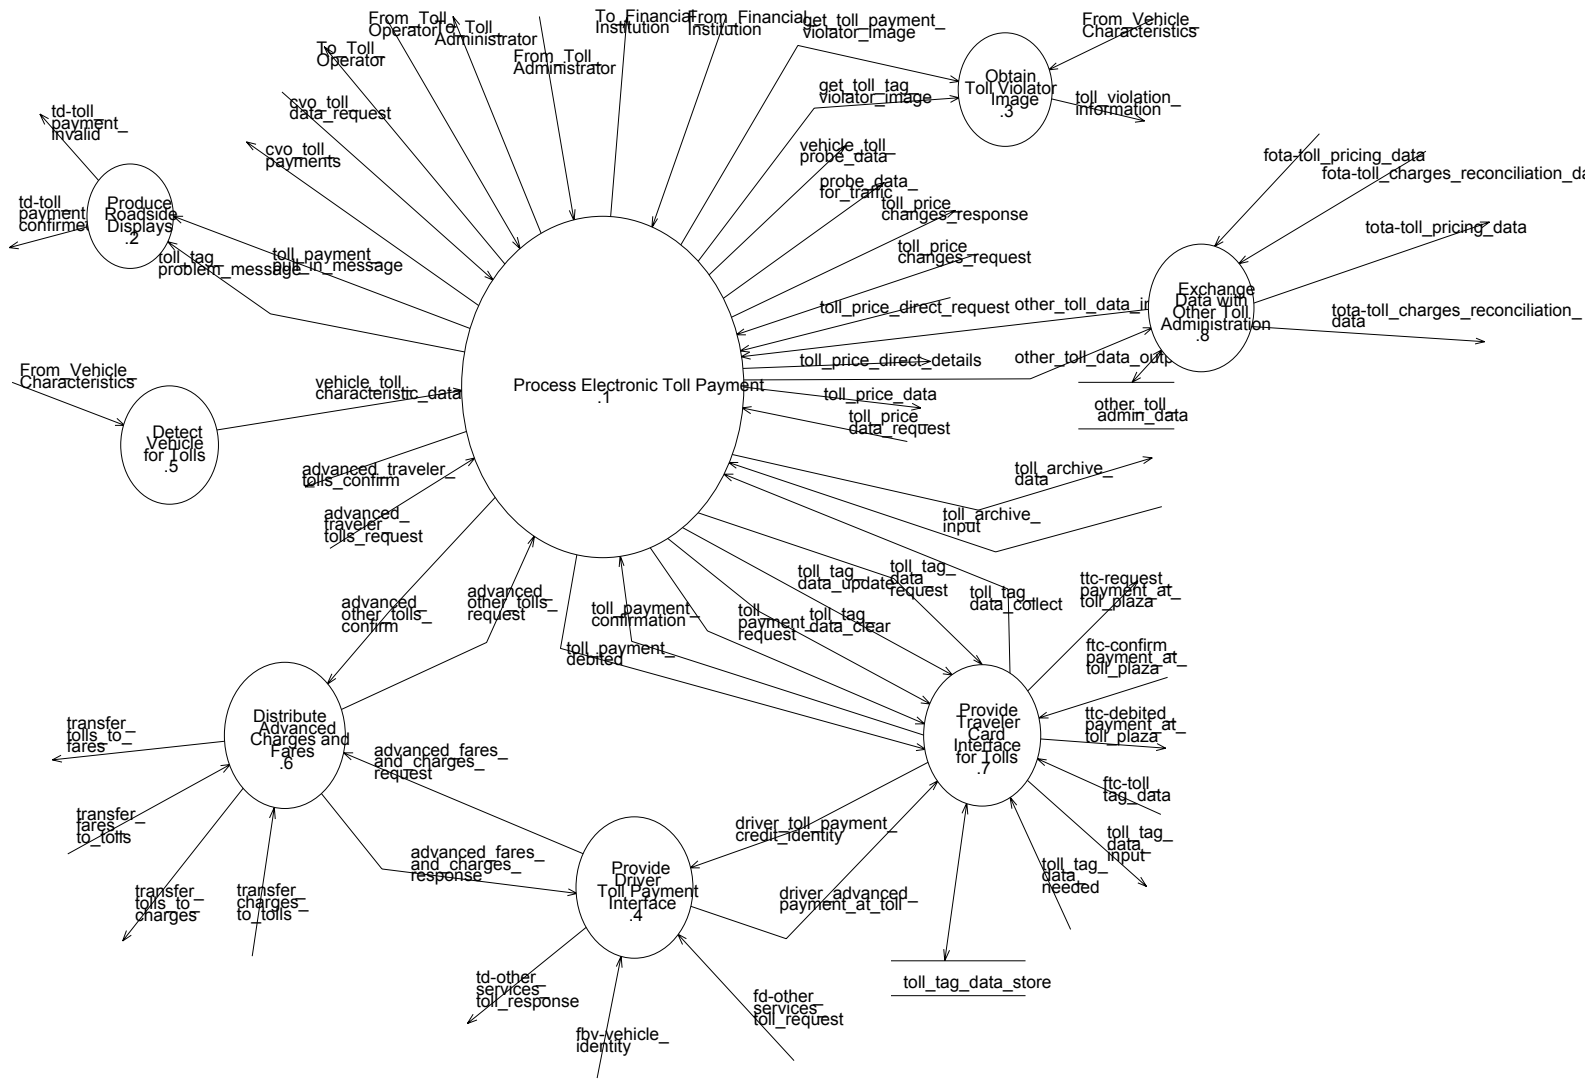 From_Toll_
Operator
To_Toll_
Administrator
To_Toll_
Operator
From_Toll_
Administrator
To_Financial_
Institution
From_Financial_
Institution
get_toll_payment_
violator_image
From_Vehicle_
Characteristics
Obtain
Toll Violator
Image
.3
get_toll_tag_
violator_image
toll_violation_
information
td-toll_
payment_
invalid
cvo_toll_
data_request
cvo_toll_
payments
vehicle_toll_
probe_data
probe_data_
for_traffic
toll_price_
changes_response
toll_price_
changes_request
fota-toll_pricing_data
fota-toll_charges_reconciliation_da
tota-toll_pricing_data
td-toll_
payment_
confirme
Produce
Roadside
Displays
.2
toll_tag_
problem_message
toll_payment_
pull_in_message
toll_price_direct_request
other_toll_data_in
Exchange
Data with
Other Toll
Administration
.8
tota-toll_charges_reconciliation_
data
toll_price_direct_details
other_toll_data_outp
other_toll_
admin_data
From_Vehicle_
Characteristics
vehicle_toll_
characteristic_data
Process Electronic Toll Payment
.1
toll_price_data
toll_price_
data_request
Detect
Vehicle
for Tolls
.5
advanced_traveler_
tolls_confirm
advanced_
traveler_
tolls_request
toll_archive_
data
toll_archive_
input
advanced_
other_tolls_
confirm
advanced_
other_tolls_
request
toll_payment_
confirmation
toll_payment_
debited
toll_
payment_
request
toll_tag_
data_update
toll_tag_
data_clear
toll_tag_
data_
request
toll_tag_
data_collect
ttc-request_
payment_at_
toll_plaza
ftc-confirm_
payment_at_
toll_plaza
ttc-debited_
payment_at_
toll_plaza
ftc-toll_
tag_data
toll_tag_
data_
input
toll_tag_
data_
needed
Provide
Traveler
Card
Interface
for Tolls
.7
Distribute
Advanced
Charges and
Fares
.6
transfer_
tolls_to_
fares
transfer_
fares_
to_tolls
transfer_
tolls_to_
charges
transfer_
charges_
to_tolls
advanced_fares_
and_charges_
request
advanced_fares_
and_charges_
response
driver_toll_payment_
credit_identity
driver_advanced_
payment_at_toll
Provide
Driver
Toll Payment
Interface
.4
td-other_
services_
toll_response
fbv-vehicle_
identity
fd-other_
services_
toll_request
toll_tag_data_store